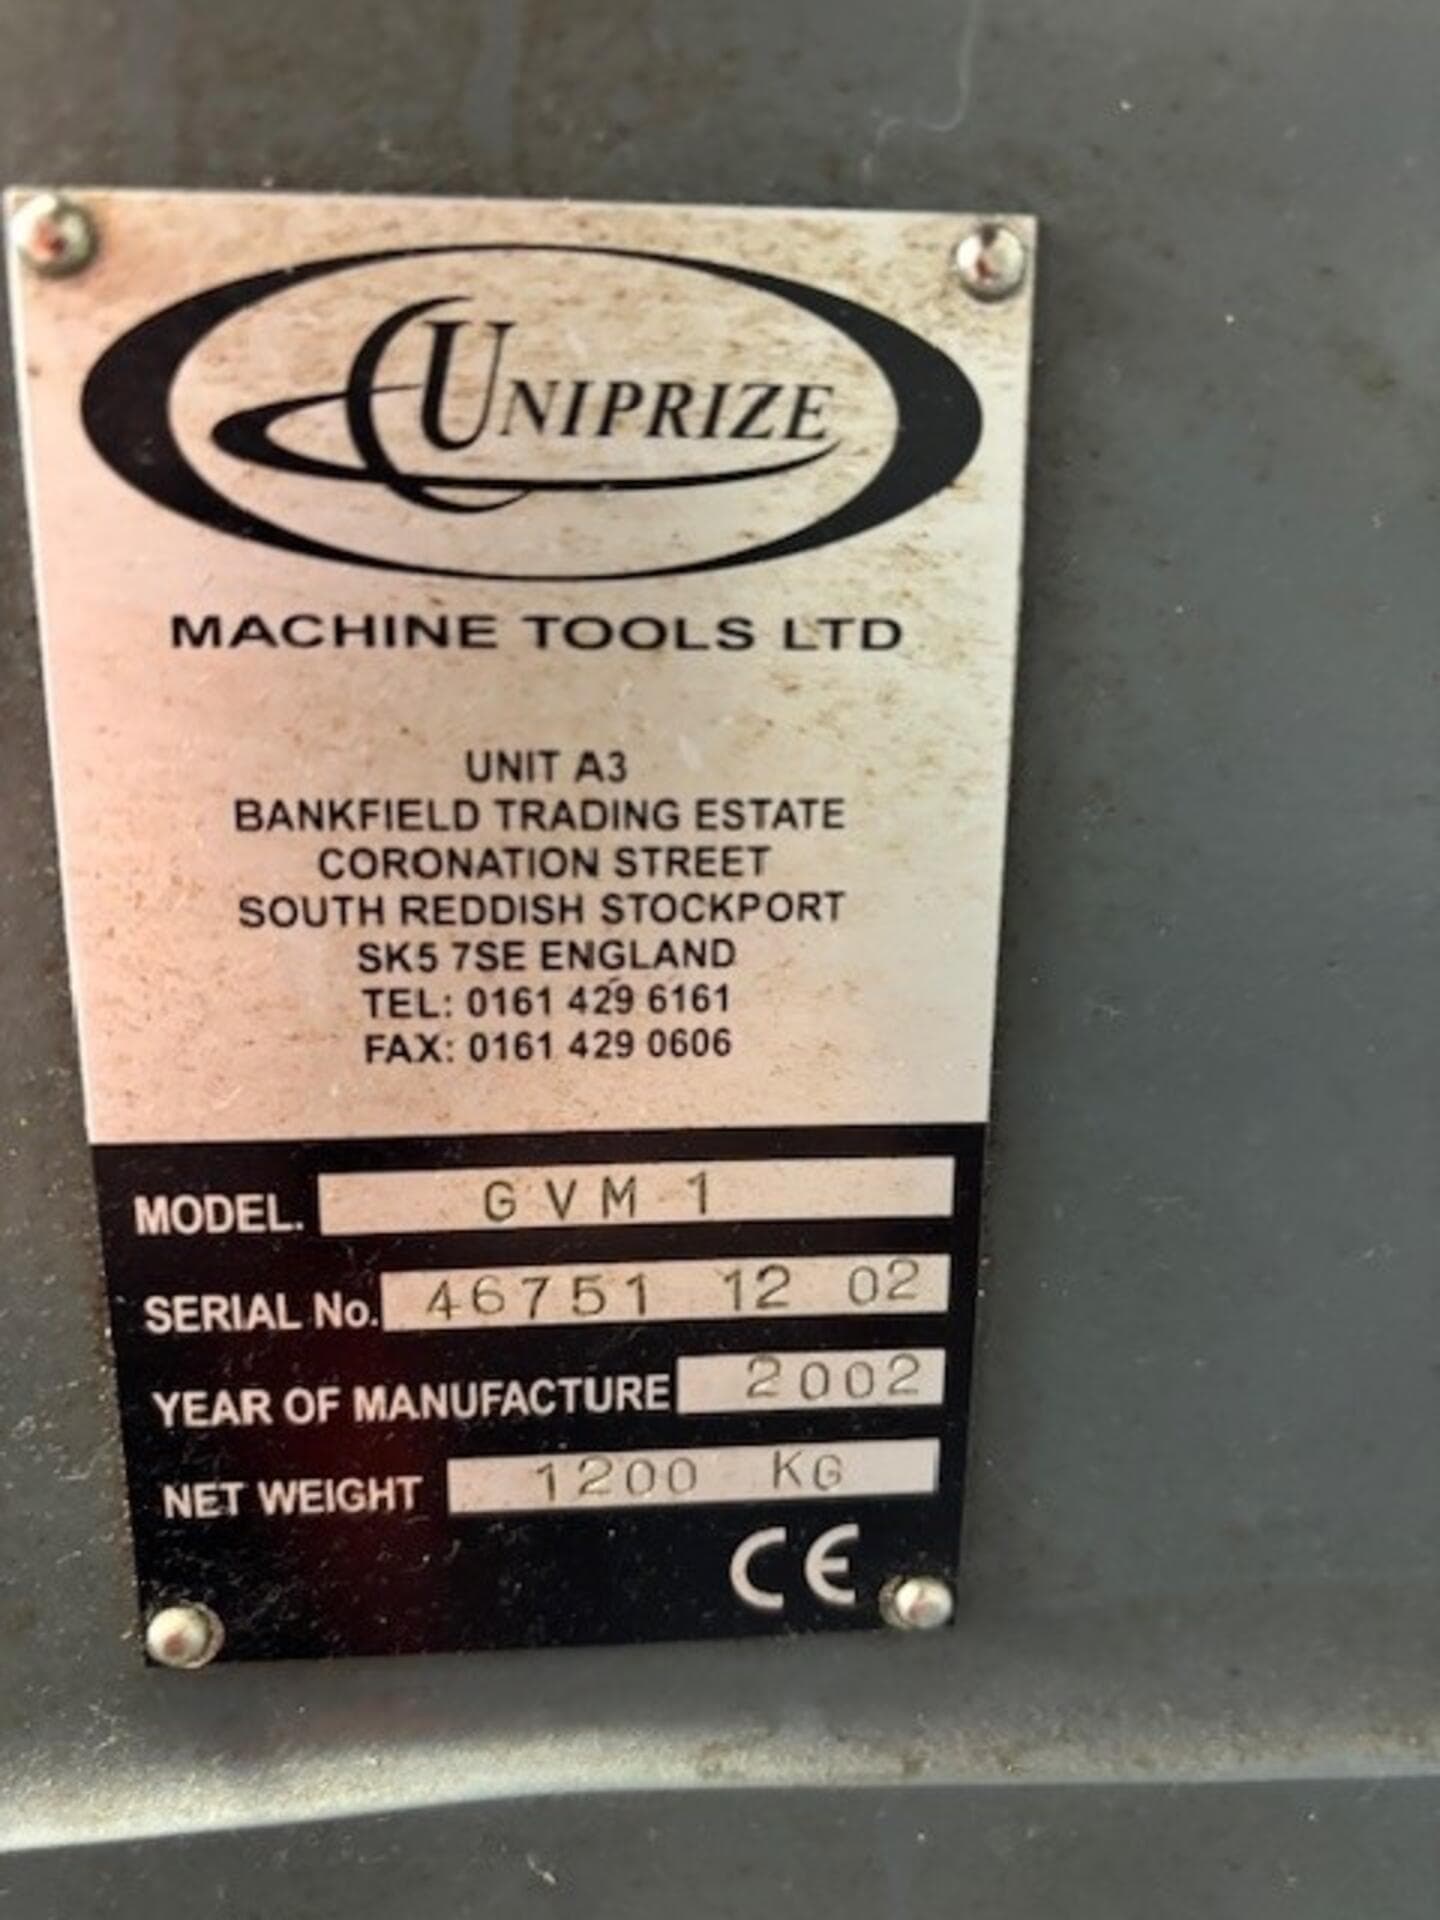 UNIPRIZE
MACHINE TOOLS LTD
UNIT A3
BANKFIELD TRADING ESTATE
CORONATION STREET
SOUTH REDDISH STOCKPORT
SK5 7SE ENGLAND
TEL: 0161 429 6161
FAX: 0161 429 0606
MODEL. GVM 1
SERIAL No. 46751 12 02
YEAR OF MANUFACTURE 2002
NET WEIGHT 1200 KG
CE